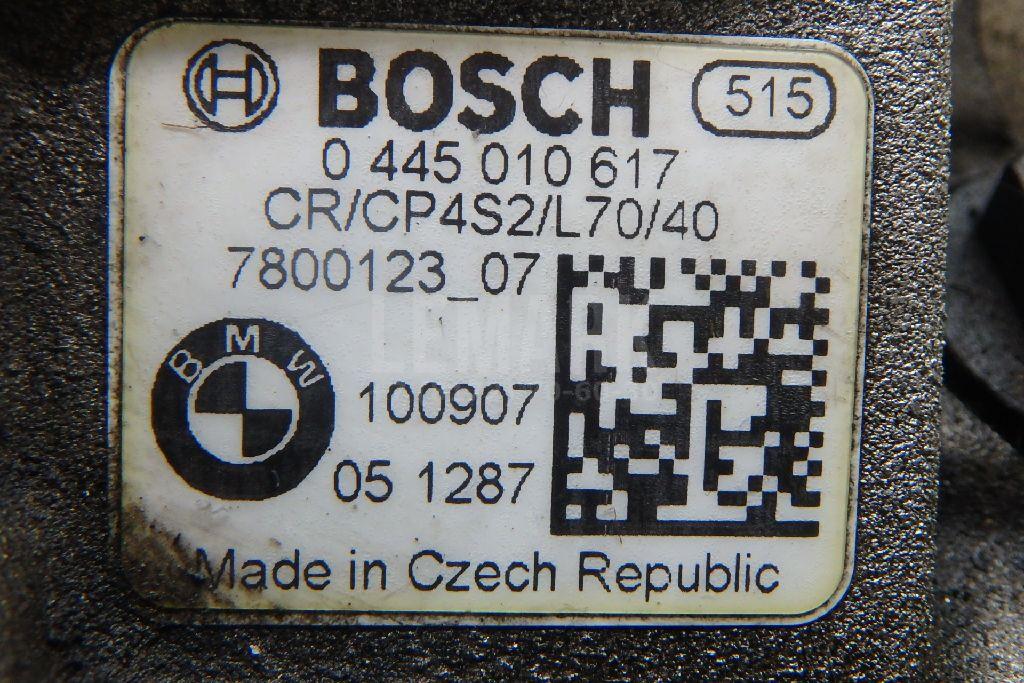 BOSCH 515
0 445 010 617
CR/CP4S2/L70/40
7800123_07
BMW
100907
05 1287
Made in Czech Republic